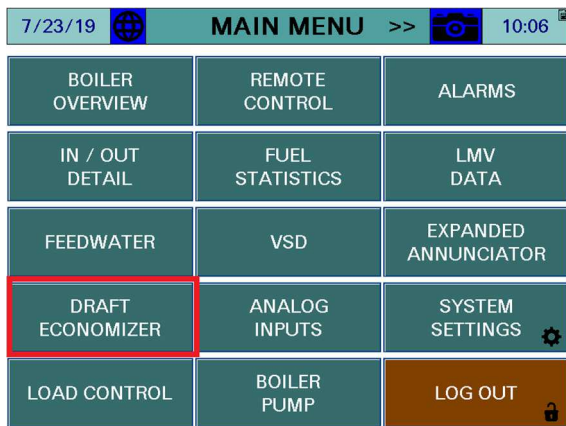 7/23/19 MAIN MENU >> 10:06
BOILER OVERVIEW
REMOTE CONTROL
ALARMS
IN / OUT DETAIL
FUEL STATISTICS
LMV DATA
FEEDWATER
VSD
EXPANDED ANNUNCIATOR
DRAFT ECONOMIZER
ANALOG INPUTS
SYSTEM SETTINGS
LOAD CONTROL
BOILER PUMP
LOG OUT